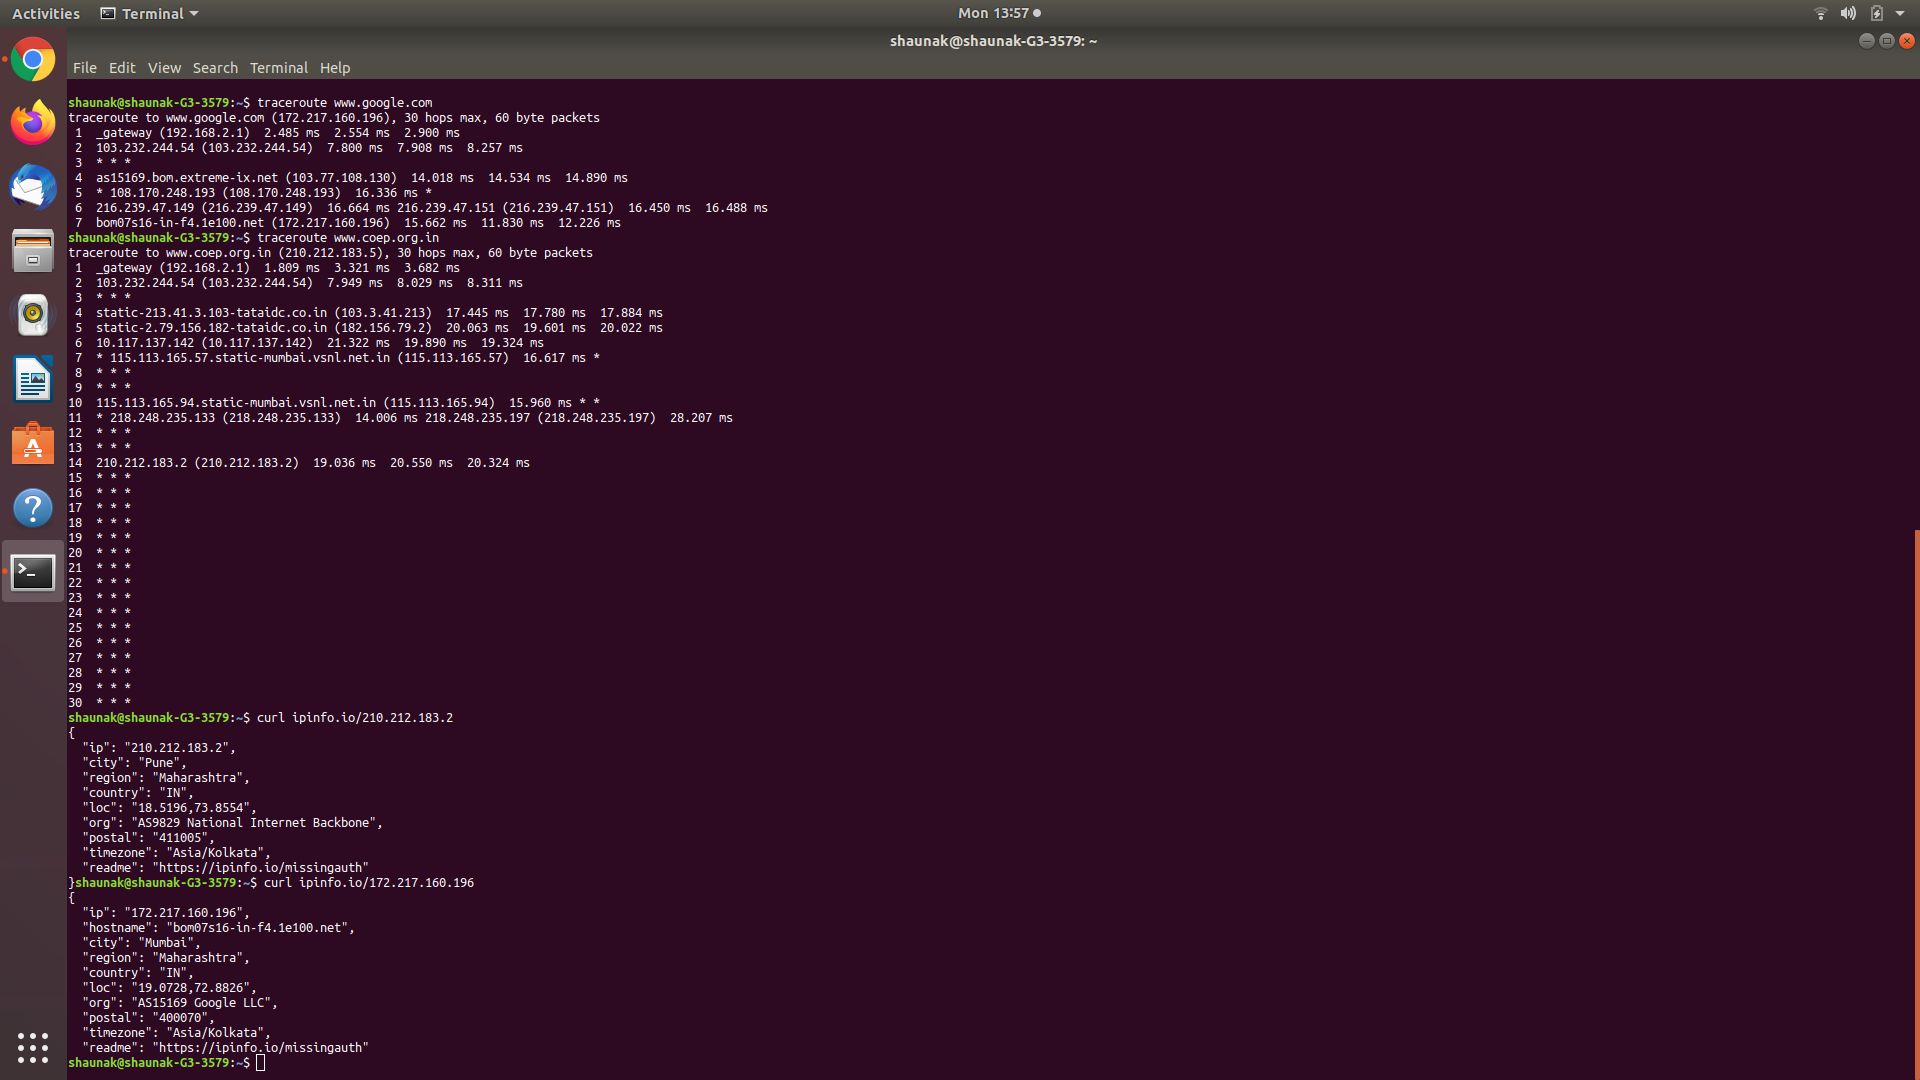 Activities Terminal Mon 13:57
shaunak@shaunak-G3-3579: ~
File Edit View Search Terminal Help
shaunak@shaunak-G3-3579:~$ traceroute www.google.com
traceroute to www.google.com (172.217.160.196), 30 hops max, 60 byte packets
 1  _gateway (192.168.2.1)  2.485 ms  2.554 ms  2.900 ms
 2  103.232.244.54 (103.232.244.54)  7.800 ms  7.908 ms  8.257 ms
 3  * * *
 4  as15169.bom.extreme-ix.net (103.77.108.130)  14.018 ms  14.534 ms  14.890 ms
 5  * 108.170.248.193 (108.170.248.193)  16.336 ms *
 6  216.239.47.149 (216.239.47.149)  16.664 ms 216.239.47.151 (216.239.47.151)  16.450 ms  16.488 ms
 7  bom07s16-in-f4.1e100.net (172.217.160.196)  15.662 ms  11.830 ms  12.226 ms
shaunak@shaunak-G3-3579:~$ traceroute www.coep.org.in
traceroute to www.coep.org.in (210.212.183.5), 30 hops max, 60 byte packets
 1  _gateway (192.168.2.1)  1.809 ms  3.321 ms  3.682 ms
 2  103.232.244.54 (103.232.244.54)  7.949 ms  8.029 ms  8.311 ms
 3  * * *
 4  static-213.41.3.103-tataidc.co.in (103.3.41.213)  17.445 ms  17.780 ms  17.884 ms
 5  static-2.79.156.182-tataidc.co.in (182.156.79.2)  20.063 ms  19.601 ms  20.022 ms
 6  10.117.137.142 (10.117.137.142)  21.322 ms  19.890 ms  19.324 ms
 7  * 115.113.165.57.static-mumbai.vsnl.net.in (115.113.165.57)  16.617 ms *
 8  * * *
 9  * * *
10  115.113.165.94.static-mumbai.vsnl.net.in (115.113.165.94)  15.960 ms * *
11  * 218.248.235.133 (218.248.235.133)  14.006 ms 218.248.235.197 (218.248.235.197)  28.207 ms
12  * * *
13  * * *
14  210.212.183.2 (210.212.183.2)  19.036 ms  20.550 ms  20.324 ms
15  * * *
16  * * *
17  * * *
18  * * *
19  * * *
20  * * *
21  * * *
22  * * *
23  * * *
24  * * *
25  * * *
26  * * *
27  * * *
28  * * *
29  * * *
30  * * *
shaunak@shaunak-G3-3579:~$ curl ipinfo.io/210.212.183.2
{
  "ip": "210.212.183.2",
  "city": "Pune",
  "region": "Maharashtra",
  "country": "IN",
  "loc": "18.5196,73.8554",
  "org": "AS9829 National Internet Backbone",
  "postal": "411005",
  "timezone": "Asia/Kolkata",
  "readme": "https://ipinfo.io/missingauth"
}shaunak@shaunak-G3-3579:~$ curl ipinfo.io/172.217.160.196
{
  "ip": "172.217.160.196",
  "hostname": "bom07s16-in-f4.1e100.net",
  "city": "Mumbai",
  "region": "Maharashtra",
  "country": "IN",
  "loc": "19.0728,72.8826",
  "org": "AS15169 Google LLC",
  "postal": "400070",
  "timezone": "Asia/Kolkata",
  "readme": "https://ipinfo.io/missingauth"
shaunak@shaunak-G3-3579:~$